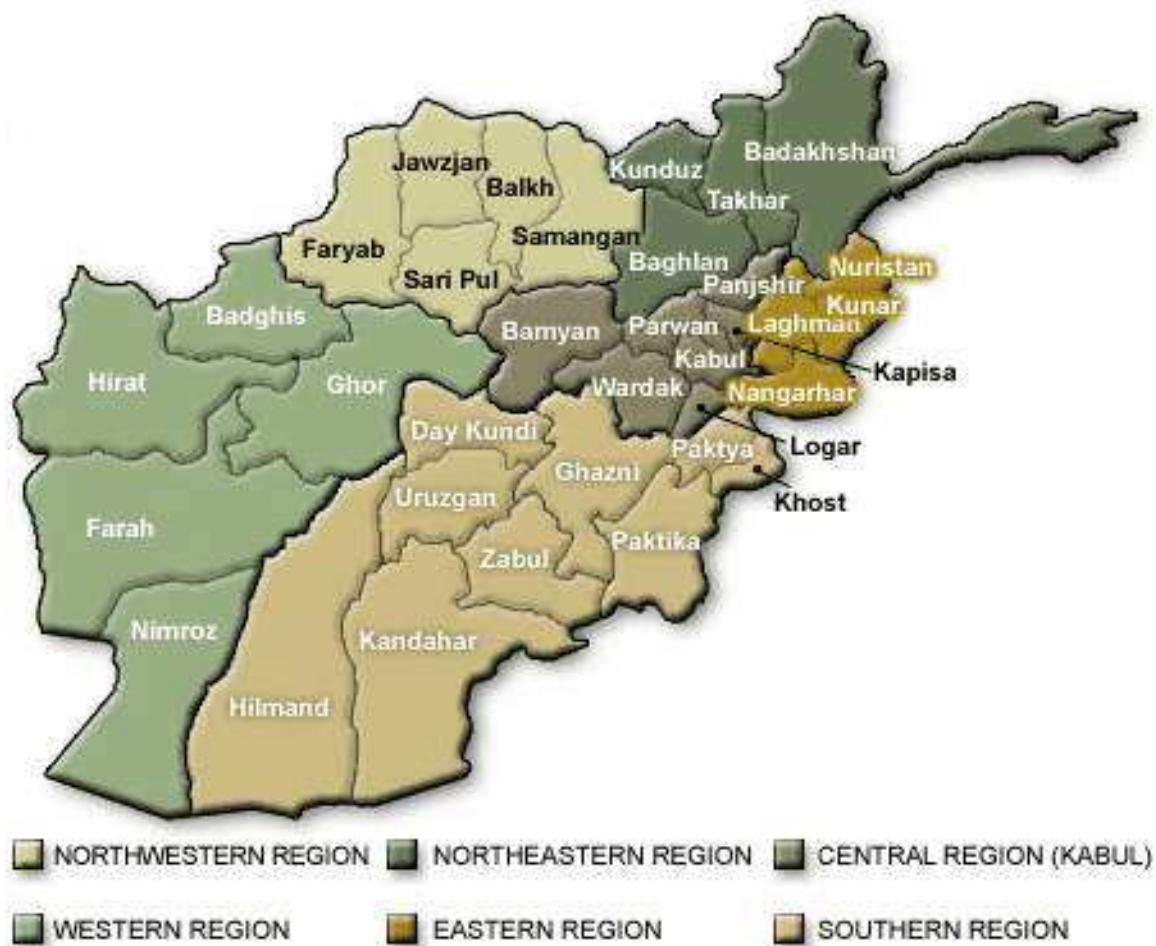 Jawzjan
Balkh
Kunduz
Badakhshan
Takhar
Faryab
Samangan
Sari Pul
Baghlan
Nuristan
Panjshir
Kunar
Badghis
Bamyan
Parwan
Laghman
Kabul
Kapisa
Hirat
Ghor
Wardak
Nangarhar
Day Kundi
Paktya
Logar
Ghazni
Uruzgan
Khost
Farah
Paktika
Zabul
Nimroz
Kandahar
Hilmand
NORTHWESTERN REGION
NORTHEASTERN REGION
CENTRAL REGION (KABUL)
WESTERN REGION
EASTERN REGION
SOUTHERN REGION